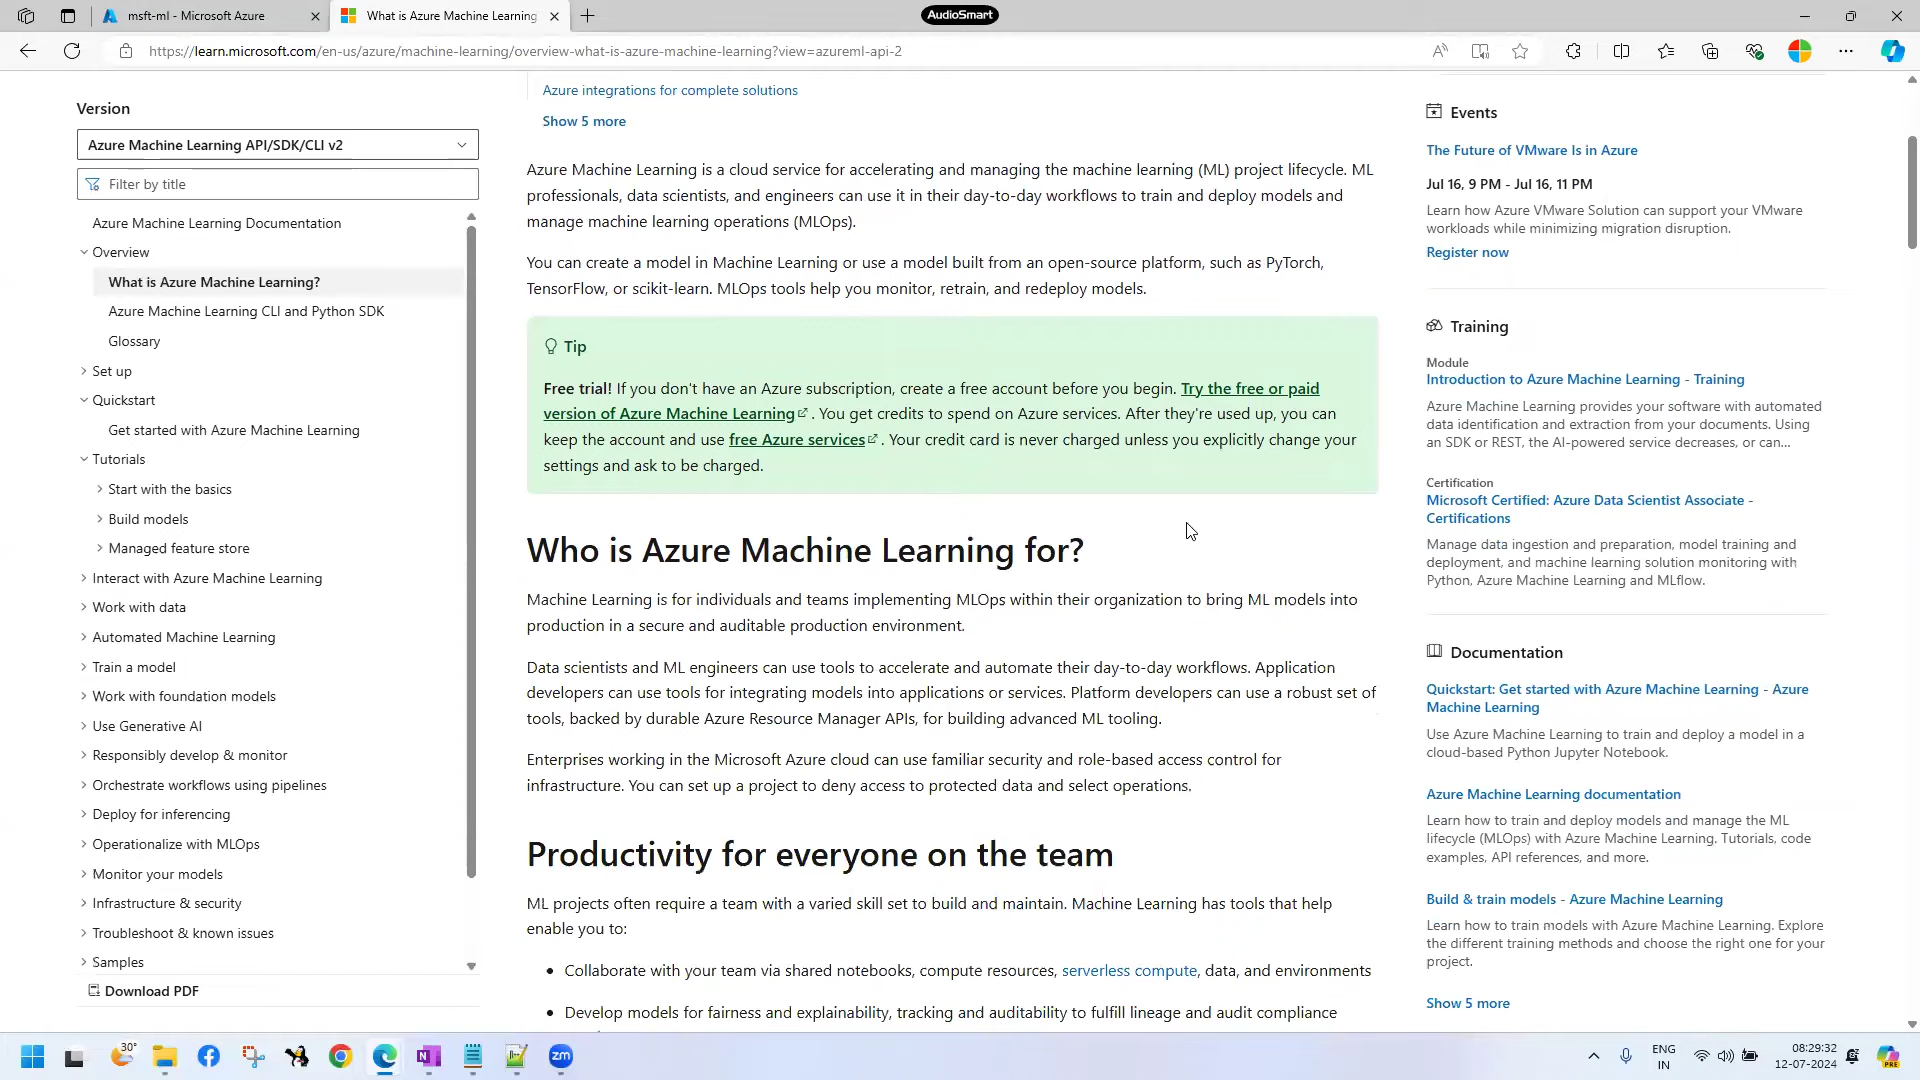 msft-ml - Microsoft Azure
What is Azure Machine Learning
AudioSmart
https://learn.microsoft.com/en-us/azure/machine-learning/overview-what-is-azure-machine-learning?view=azureml-api-2
Version
Azure Machine Learning API/SDK/CLI v2
Filter by title
Azure Machine Learning Documentation
Overview
What is Azure Machine Learning?
Azure Machine Learning CLI and Python SDK
Glossary
Set up
Quickstart
Get started with Azure Machine Learning
Tutorials
Start with the basics
Build models
Managed feature store
Interact with Azure Machine Learning
Work with data
Automated Machine Learning
Train a model
Work with foundation models
Use Generative AI
Responsibly develop & monitor
Orchestrate workflows using pipelines
Deploy for inferencing
Operationalize with MLOps
Monitor your models
Infrastructure & security
Troubleshoot & known issues
Samples
Download PDF
Azure integrations for complete solutions
Show 5 more
Azure Machine Learning is a cloud service for accelerating and managing the machine learning (ML) project lifecycle. ML
professionals, data scientists, and engineers can use it in their day-to-day workflows to train and deploy models and
manage machine learning operations (MLOps).
You can create a model in Machine Learning or use a model built from an open-source platform, such as PyTorch,
TensorFlow, or scikit-learn. MLOps tools help you monitor, retrain, and redeploy models.
Tip
Free trial! If you don't have an Azure subscription, create a free account before you begin. Try the free or paid
version of Azure Machine Learning. You get credits to spend on Azure services. After they're used up, you can
keep the account and use free Azure services. Your credit card is never charged unless you explicitly change your
settings and ask to be charged.
Who is Azure Machine Learning for?
Machine Learning is for individuals and teams implementing MLOps within their organization to bring ML models into
production in a secure and auditable production environment.
Data scientists and ML engineers can use tools to accelerate and automate their day-to-day workflows. Application
developers can use tools for integrating models into applications or services. Platform developers can use a robust set of
tools, backed by durable Azure Resource Manager APIs, for building advanced ML tooling.
Enterprises working in the Microsoft Azure cloud can use familiar security and role-based access control for
infrastructure. You can set up a project to deny access to protected data and select operations.
Productivity for everyone on the team
ML projects often require a team with a varied skill set to build and maintain. Machine Learning has tools that help
enable you to:
• Collaborate with your team via shared notebooks, compute resources, serverless compute, data, and environments
• Develop models for fairness and explainability, tracking and auditability to fulfill lineage and audit compliance
Events
The Future of VMware Is in Azure
Jul 16, 9 PM - Jul 16, 11 PM
Learn how Azure VMware Solution can support your VMware
workloads while minimizing migration disruption.
Register now
Training
Module
Introduction to Azure Machine Learning - Training
Azure Machine Learning provides your software with automated
data identification and extraction from your documents. Using
an SDK or REST, the AI-powered service decreases, or can...
Certification
Microsoft Certified: Azure Data Scientist Associate -
Certifications
Manage data ingestion and preparation, model training and
deployment, and machine learning solution monitoring with
Python, Azure Machine Learning and MLflow.
Documentation
Quickstart: Get started with Azure Machine Learning - Azure
Machine Learning
Use Azure Machine Learning to train and deploy a model in a
cloud-based Python Jupyter Notebook.
Azure Machine Learning documentation
Learn how to train and deploy models and manage the ML
lifecycle (MLOps) with Azure Machine Learning. Tutorials, code
examples, API references, and more.
Build & train models - Azure Machine Learning
Learn how to train models with Azure Machine Learning. Explore
the different training methods and choose the right one for your
project.
Show 5 more
30°
zm
ENG
IN
08:29:32
12-07-2024
PRE